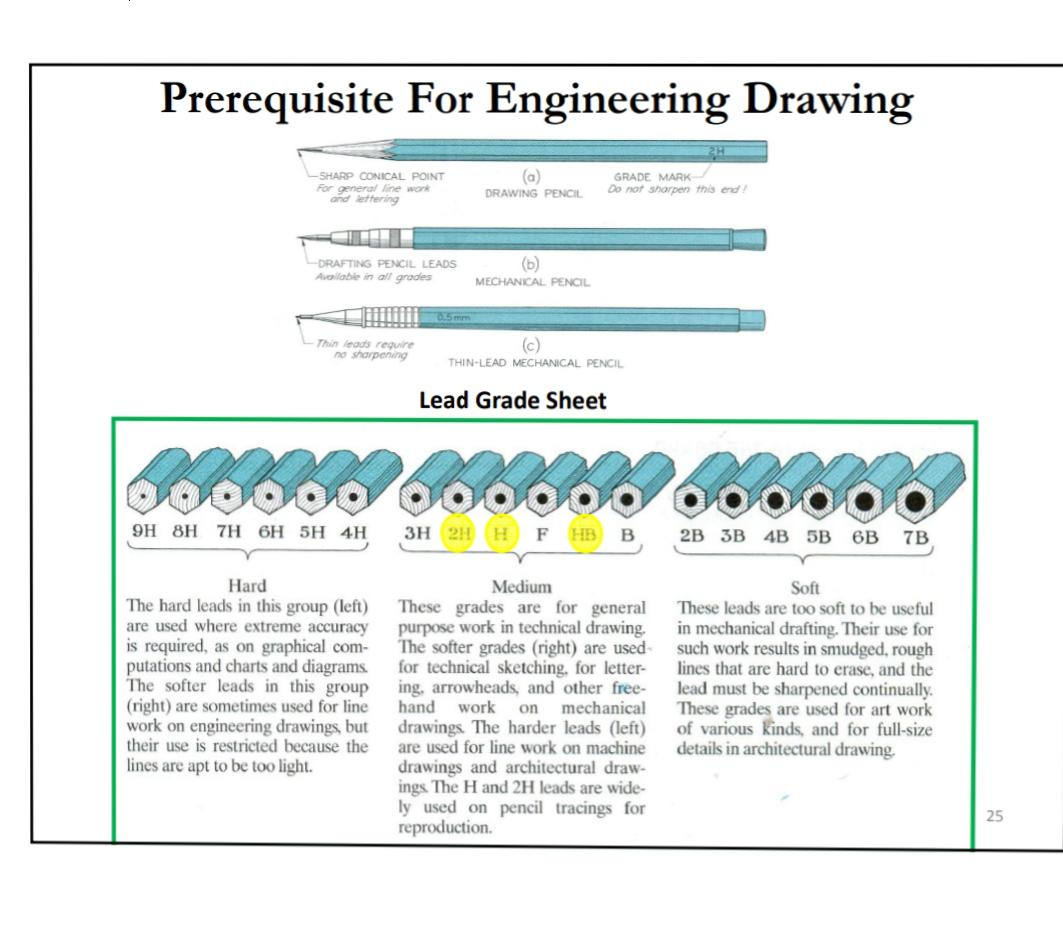 Prerequisite For Engineering Drawing
2H
SHARP CONICAL POINT
For general line work
and lettering
(a)
DRAWING PENCIL
GRADE MARK
Do not sharpen this end!
DRAFTING PENCIL LEADS
Available in all grades
(b)
MECHANICAL PENCIL
0.5mm
Thin leads require
no sharpening
(c)
THIN-LEAD MECHANICAL PENCIL
Lead Grade Sheet
9H 8H 7H 6H 5H 4H
Hard
The hard leads in this group (left)
are used where extreme accuracy
is required, as on graphical com-
putations and charts and diagrams.
The softer leads in this group
(right) are sometimes used for line
work on engineering drawings, but
their use is restricted because the
lines are apt to be too light.
3H 2H H F HB B
Medium
These grades are for general
purpose work in technical drawing.
The softer grades (right) are used
for technical sketching, for letter-
ing, arrowheads, and other free-
hand work on mechanical
drawings. The harder leads (left)
are used for line work on machine
drawings and architectural draw-
ings. The H and 2H leads are wide-
ly used on pencil tracings for
reproduction.
2B 3B 4B 5B 6B 7B
Soft
These leads are too soft to be useful
in mechanical drafting. Their use for
such work results in smudged, rough
lines that are hard to erase, and the
lead must be sharpened continually.
These grades are used for art work
of various kinds, and for full-size
details in architectural drawing.
25